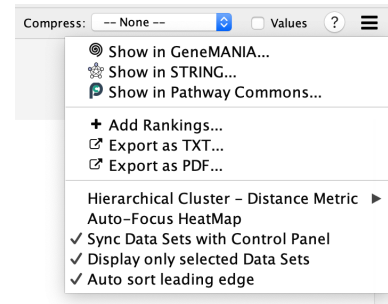 Compress: -- None -- Values ?
Show in GeneMANIA...
Show in STRING...
Show in Pathway Commons...
Add Rankings...
Export as TXT...
Export as PDF...
Hierarchical Cluster – Distance Metric
Auto-Focus HeatMap
Sync Data Sets with Control Panel
Display only selected Data Sets
Auto sort leading edge